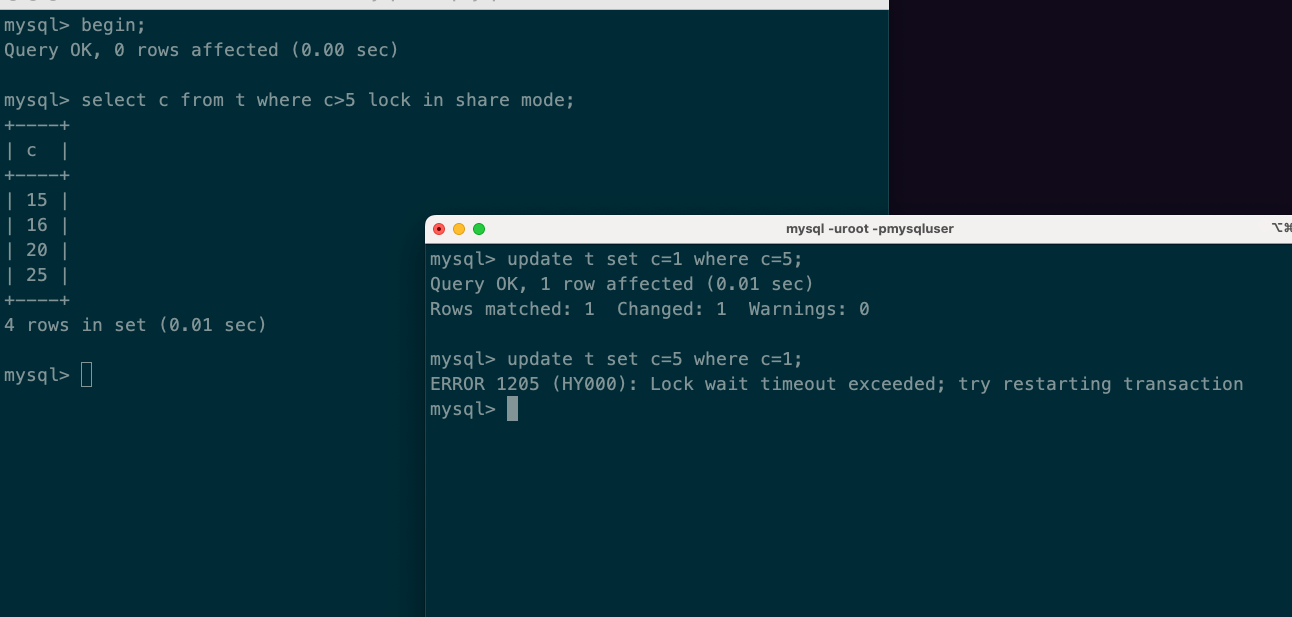 mysql> begin;
Query OK, 0 rows affected (0.00 sec)
mysql> select c from t where c>5 lock in share mode;
+----+
| c  |
+----+
| 15 |
| 16 |
| 20 |
| 25 |
+----+
4 rows in set (0.01 sec)
mysql>
mysql -uroot -pmysqluser
⌥⌘
mysql> update t set c=1 where c=5;
Query OK, 1 row affected (0.01 sec)
Rows matched: 1  Changed: 1  Warnings: 0
mysql> update t set c=5 where c=1;
ERROR 1205 (HY000): Lock wait timeout exceeded; try restarting transaction
mysql>